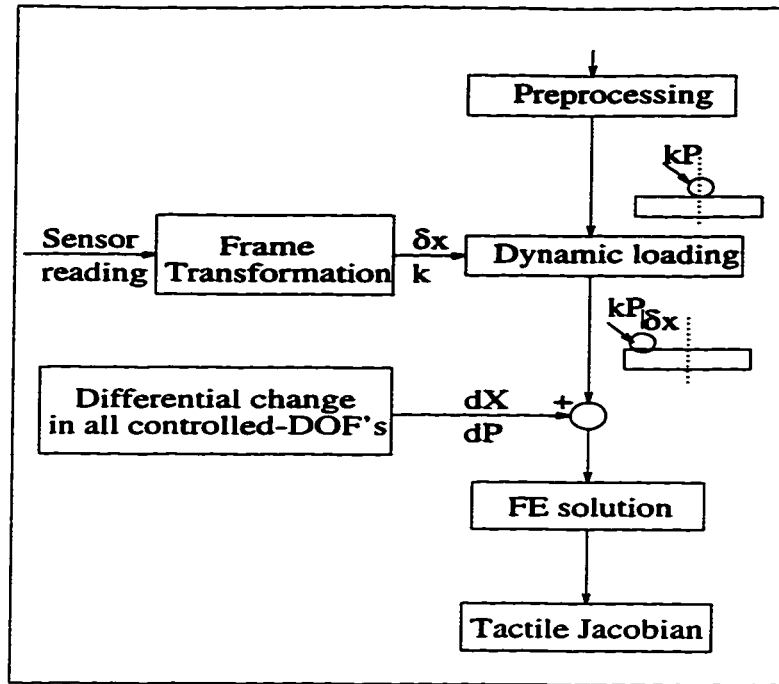 Preprocessing
kP
Sensor
reading
Frame
Transformation
δx
k
Dynamic loading
kP
δx
Differential change
in all controlled-DOF's
dX
dP
+
FE solution
Tactile Jacobian